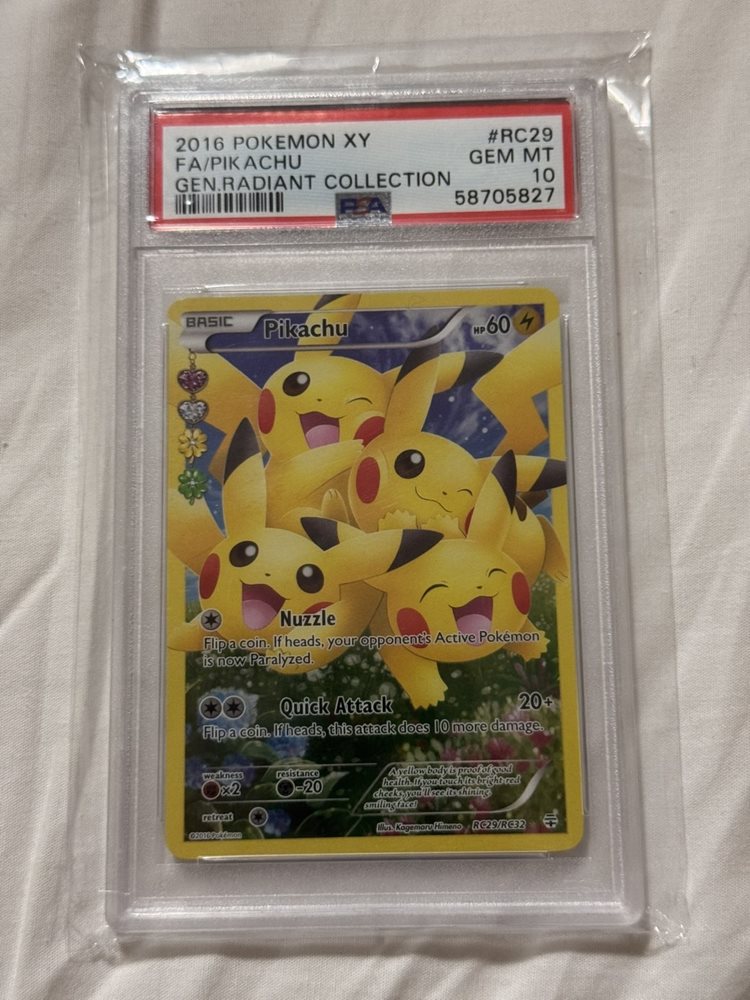 2016 POKEMON XY #RC29
FA/PIKACHU GEM MT
GEN.RADIANT COLLECTION 10
PSA 58705827
BASIC Pikachu HP60
Nuzzle
Flip a coin. If heads, your opponent's Active Pokémon
is now Paralyzed.
Quick Attack 20+
Flip a coin. If heads, this attack does 10 more damage.
weakness resistance
×2 -20
retreat
A yellow body is proof of good
health. If you touch its bright-red
cheeks, you'll see its shining,
smiling face!
Illus. Kagemaru Himeno RC29/RC32
©2016 Pokémon